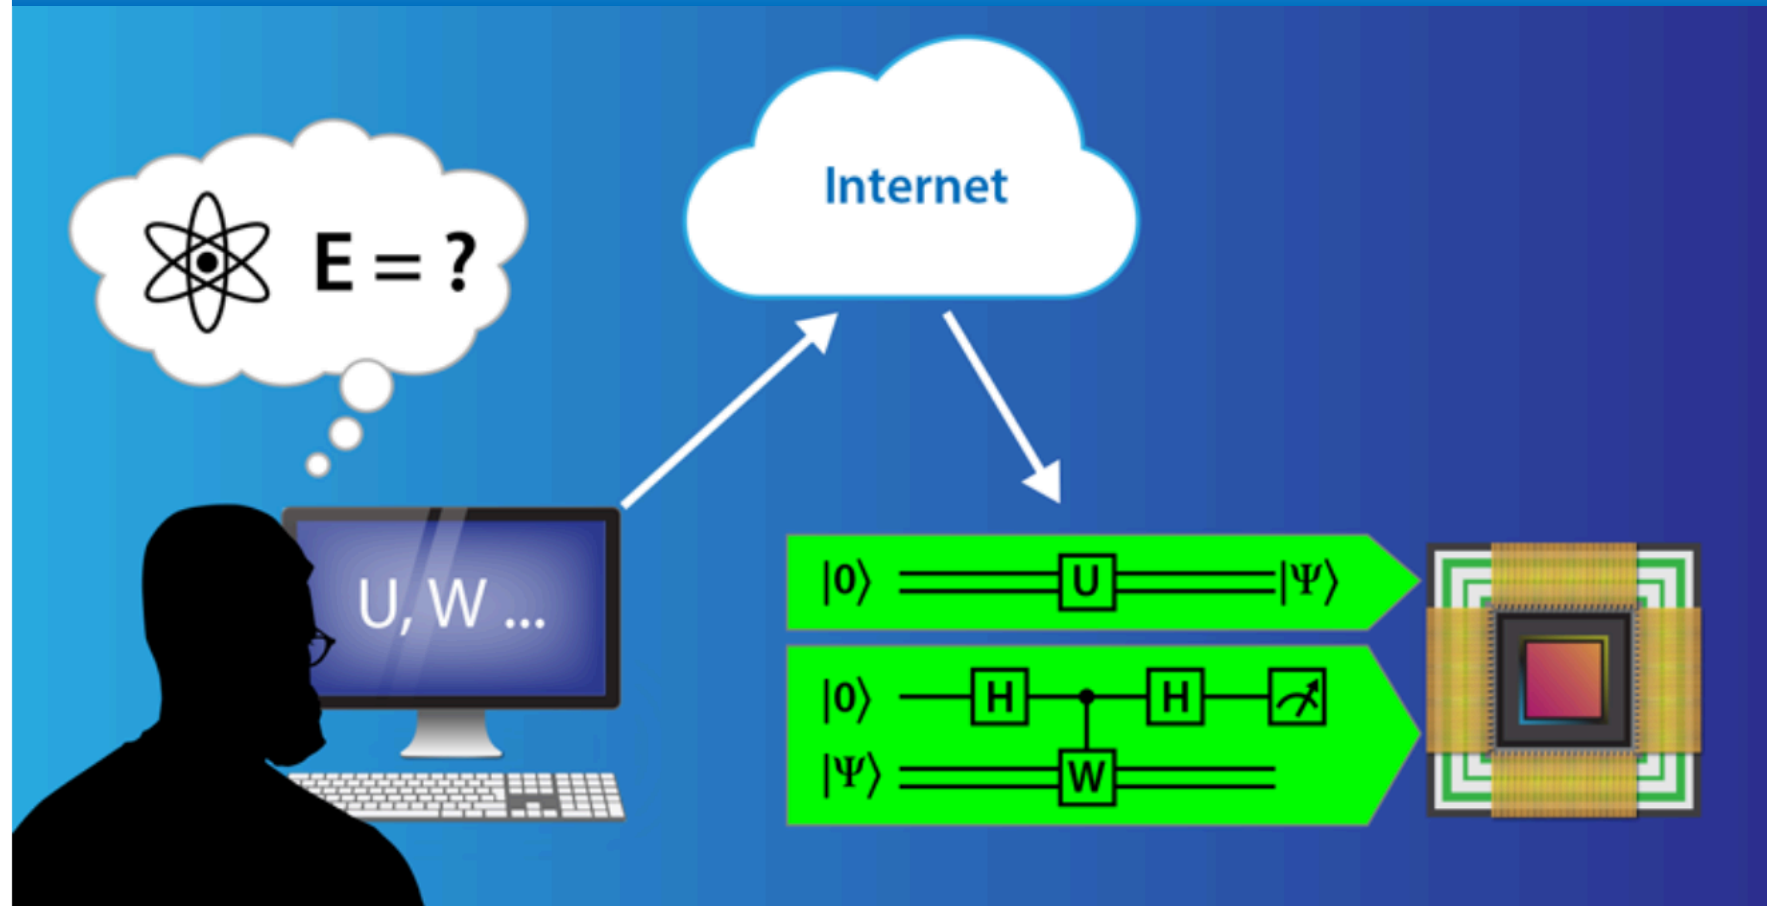 Internet
E = ?
U, W ...
|0⟩ U |Ψ⟩
|0⟩ H H
|Ψ⟩ W